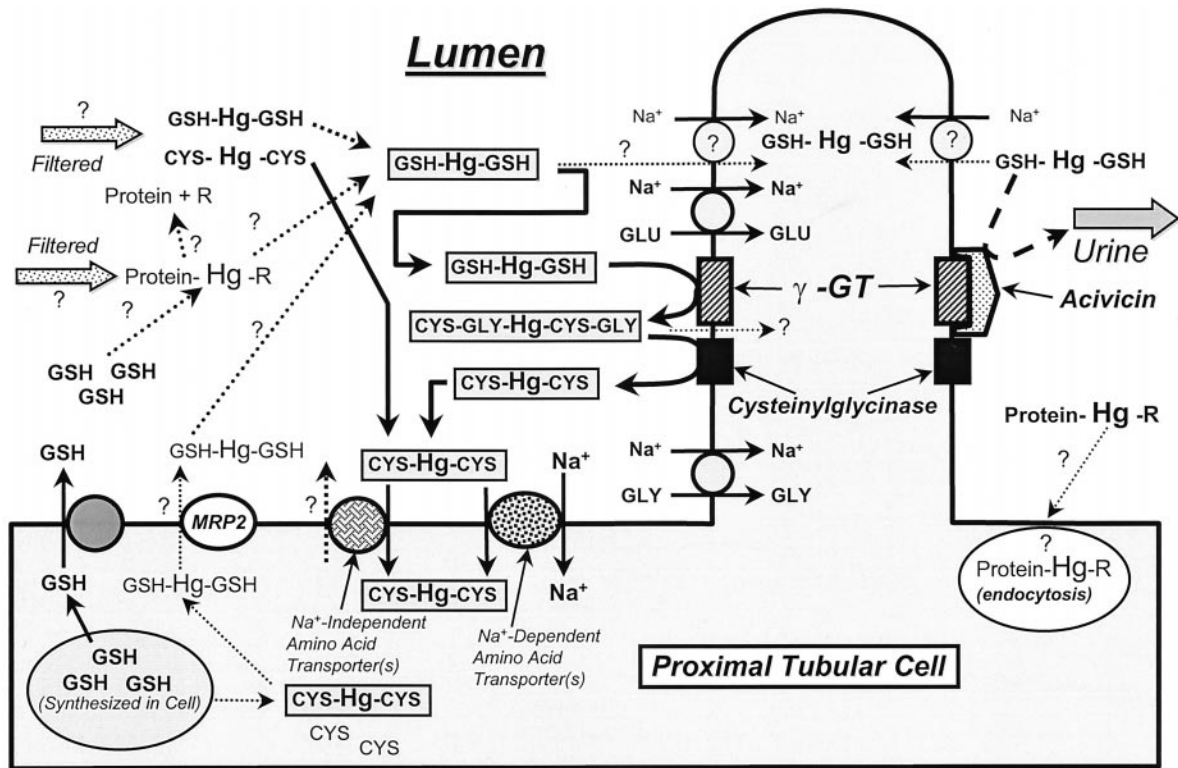 Lumen
?
Filtered
GSH-Hg-GSH
CYS- Hg -CYS
Protein + R
?
?
Filtered
?
Protein- Hg -R
?
GSH GSH
GSH
GSH-Hg-GSH
?
Na⁺
Na⁺
?
GSH- Hg -GSH
Na⁺
?
GSH- Hg -GSH
Na⁺
Na⁺
GLU
GLU
GSH-Hg-GSH
γ -GT
Urine
Acivicin
CYS-GLY-Hg-CYS-GLY
?
?
CYS-Hg-CYS
Cysteinylglycinase
Protein- Hg -R
?
GSH
GSH-Hg-GSH
CYS-Hg-CYS
Na⁺
Na⁺
Na⁺
GLY
GLY
?
MRP2
?
GSH
GSH-Hg-GSH
CYS-Hg-CYS
Na⁺
?
Protein-Hg-R
(endocytosis)
Na⁺-Independent
Amino Acid
Transporter(s)
Na⁺-Dependent
Amino Acid
Transporter(s)
GSH
GSH GSH
(Synthesized in Cell)
CYS-Hg-CYS
CYS
CYS
Proximal Tubular Cell